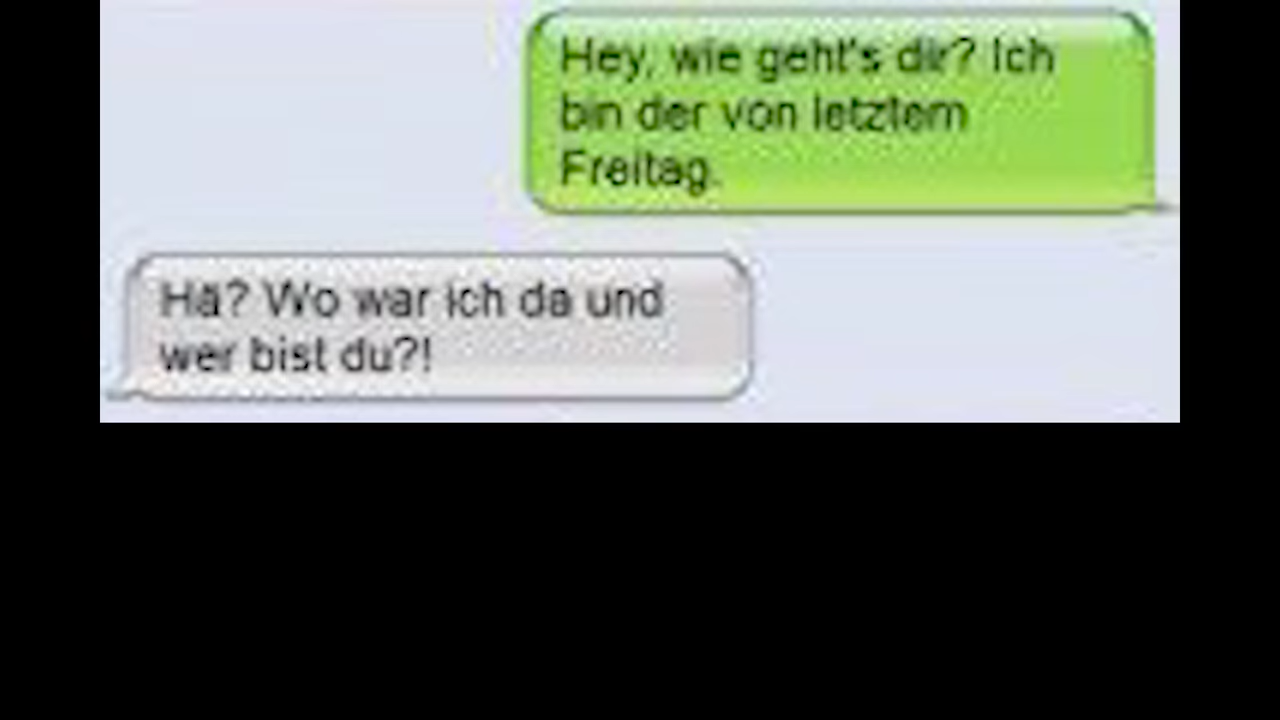 Hey, wie geht's dir? Ich
bin der von letztem
Freitag.
Hä? Wo war ich da und
wer bist du?!